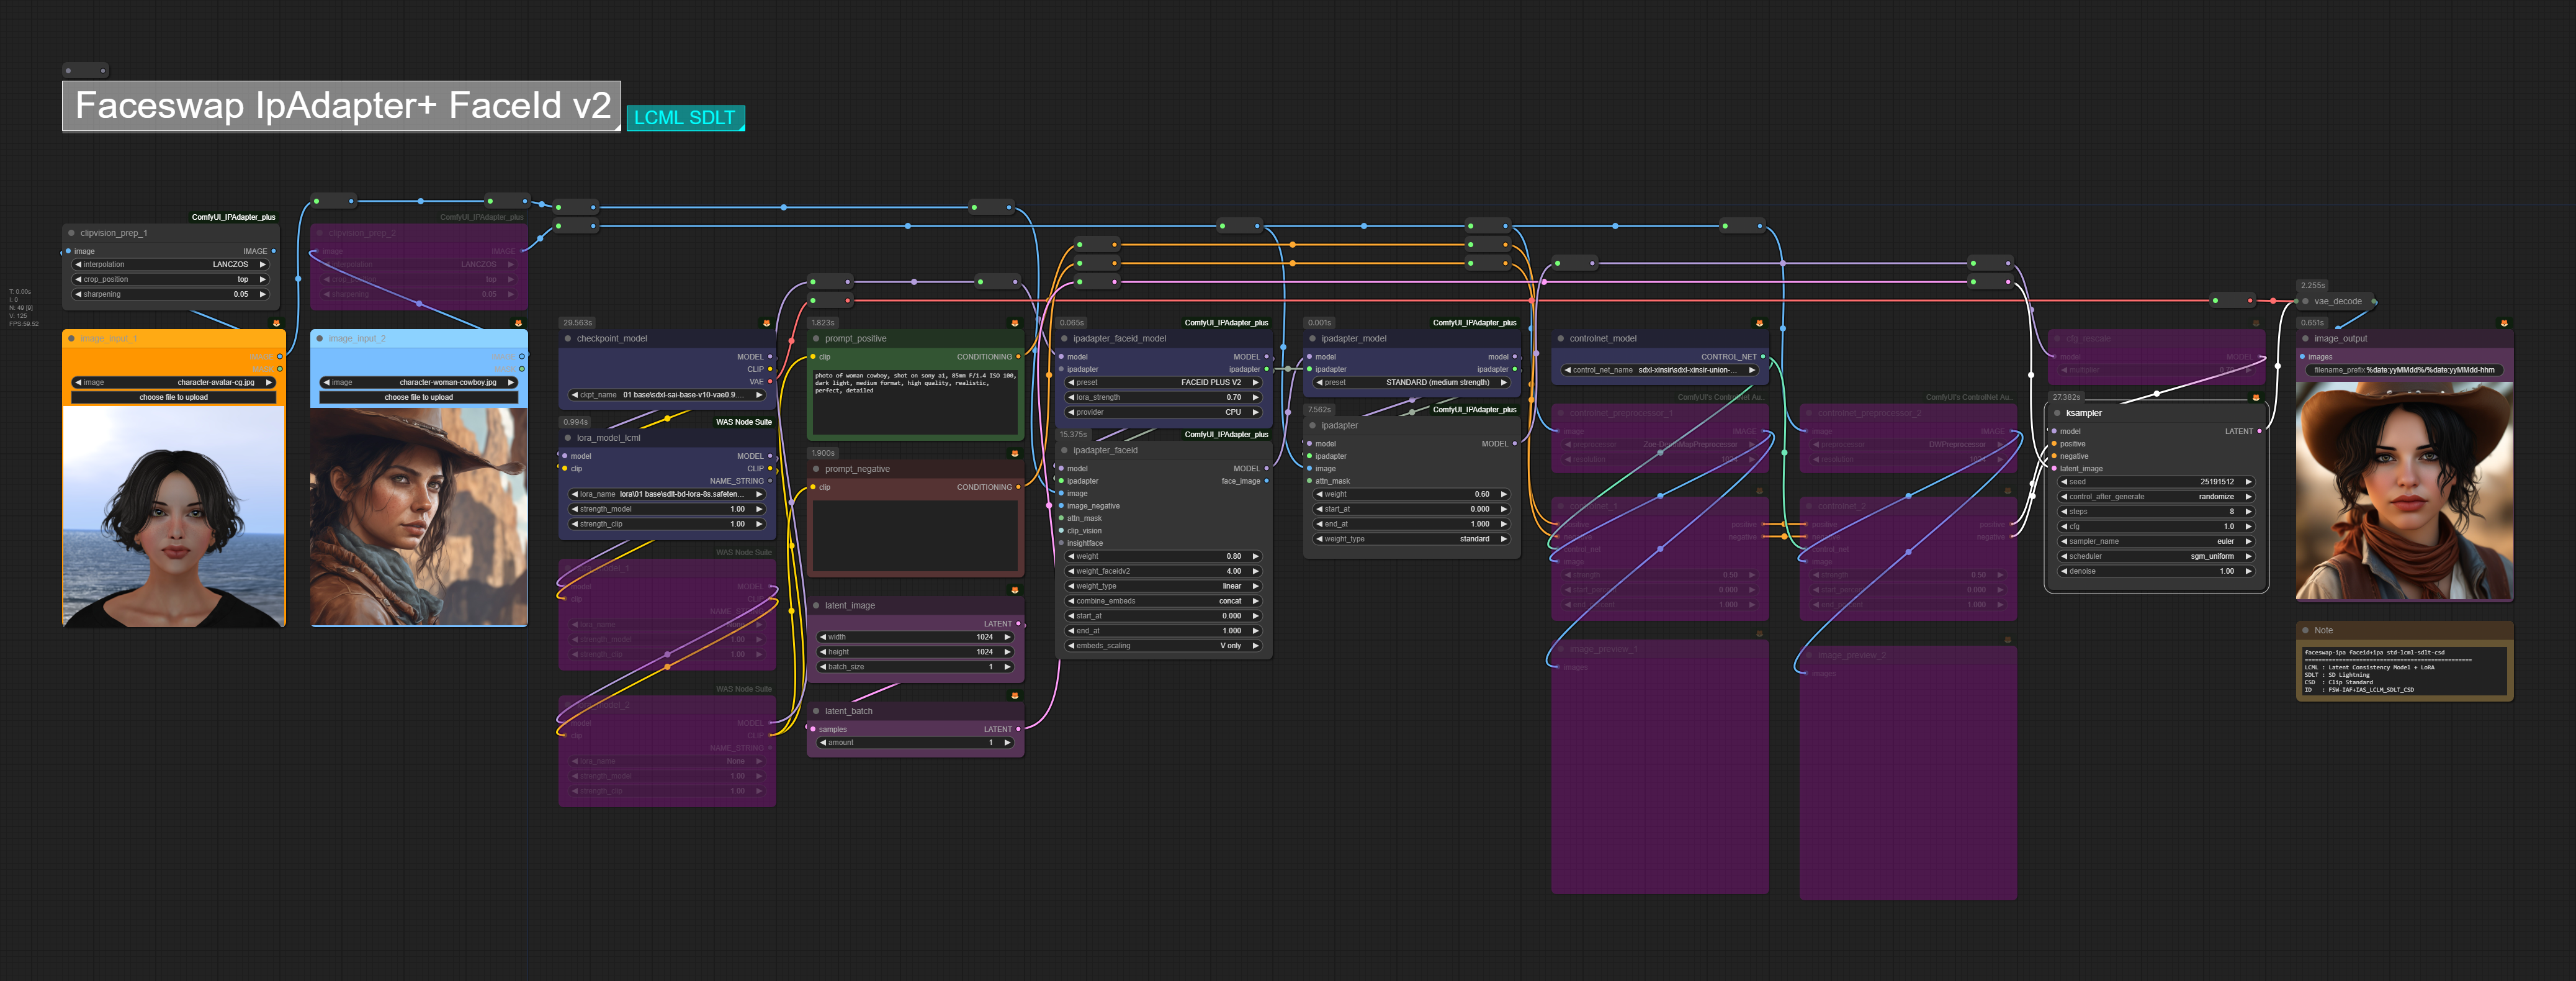 Faceswap IpAdapter+ FaceId v2
LCML SDLT
ComfyUI_IPAdapter_plus
clipvision_prep_1
image IMAGE
interpolation LANCZOS
crop_position top
sharpening 0.05
ComfyUI_IPAdapter_plus
clipvision_prep_2
image IMAGE
interpolation LANCZOS
crop_position top
sharpening 0.05
T: 0.00s
I: 0
N: 49 [9]
V: 125
FPS:59.52
image_input_1
image character-avatar-cg.jpg
choose file to upload
image_input_2
image character-woman-cowboy.jpg
choose file to upload
29.563s
checkpoint_model
MODEL
CLIP
VAE
ckpt_name 01 base\sdxl-sai-base-v10-vae0.9....
0.994s
WAS Node Suite
lora_model_lcml
model MODEL
clip CLIP
NAME_STRING
lora_name lora\01 base\sdlt-bd-lora-8s.safeten...
strength_model 1.00
strength_clip 1.00
WAS Node Suite
MODEL
lora_name None
strength_model 1.00
strength_clip 1.00
WAS Node Suite
model MODEL
clip CLIP
NAME_STRING
lora_name None
strength_model 1.00
strength_clip 1.00
1.823s
prompt_positive
clip CONDITIONING
photo of woman cowboy, shot on sony a1, 85mm F/1.4 ISO 100,
dark light, medium format, high quality, realistic,
perfect, detailed
1.900s
prompt_negative
clip CONDITIONING
latent_image
LATENT
width 1024
height 1024
batch_size 1
latent_batch
samples LATENT
amount 1
0.065s
ComfyUI_IPAdapter_plus
ipadapter_faceid_model
model MODEL
ipadapter ipadapter
preset FACEID PLUS V2
lora_strength 0.70
provider CPU
15.375s
ComfyUI_IPAdapter_plus
ipadapter_faceid
model MODEL
ipadapter face_image
image
image_negative
attn_mask
clip_vision
insightface
weight 0.80
weight_faceidv2 4.00
weight_type linear
combine_embeds concat
start_at 0.000
end_at 1.000
embeds_scaling V only
0.001s
ComfyUI_IPAdapter_plus
ipadapter_model
model model
ipadapter ipadapter
preset STANDARD (medium strength)
7.562s
ComfyUI_IPAdapter_plus
ipadapter
model MODEL
ipadapter
image
attn_mask
weight 0.60
start_at 0.000
end_at 1.000
weight_type standard
controlnet_model
CONTROL_NET
control_net_name sdxl-xinsir\sdxl-xinsir-union-...
ComfyUI's ControlNet Au..
controlnet_preprocessor_1
image IMAGE
preprocessor Zoe-DepthMapPreprocessor
resolution 1024
controlnet_1
positive positive
negative negative
control_net
image
strength 0.50
start_percent 0.000
end_percent 1.000
image_preview_1
images
ComfyUI's ControlNet Au..
controlnet_preprocessor_2
image IMAGE
preprocessor DWPreprocessor
resolution 1024
controlnet_2
positive positive
negative negative
control_net
image
strength 0.50
start_percent 0.000
end_percent 1.000
image_preview_2
images
cfg_rescale
model MODEL
multiplier
27.382s
ksampler
model LATENT
positive
negative
latent_image
seed 25191512
control_after_generate randomize
steps 8
cfg 1.0
sampler_name euler
scheduler sgm_uniform
denoise 1.00
2.255s
vae_decode
0.651s
image_output
images
filename_prefix %date:yyMMdd%/%date:yyMMdd-hhm
Note
faceswap-ipa faceid+ipa std-lcml-sdlt-csd
================================================
LCML : Latent Consistency Model + LoRA
SDLT : SD Lightning
CSD : Clip Standard
ID : FSW-IAF+IAS_LCLM_SDLT_CSD